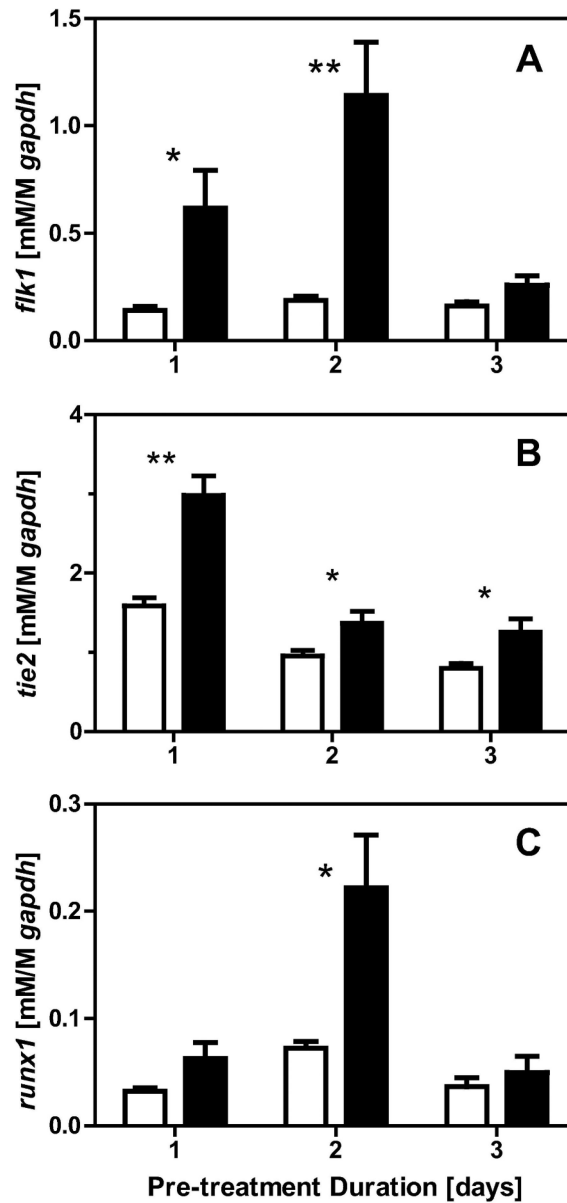 A
flk1 [mM/M gapdh]
1.5
1.0
0.5
0.0
*
**
1 2 3
B
tie2 [mM/M gapdh]
4
2
0
**
*
*
1 2 3
C
runx1 [mM/M gapdh]
0.3
0.2
0.1
0.0
*
1 2 3
Pre-treatment Duration [days]